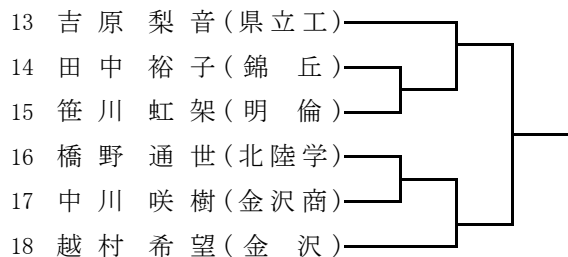 13 吉原 梨音(県立工)
14 田中 裕子(錦丘)
15 笹川 虹架(明倫)
16 橋野 通世(北陸学)
17 中川 咲樹(金沢商)
18 越村 希望(金沢)